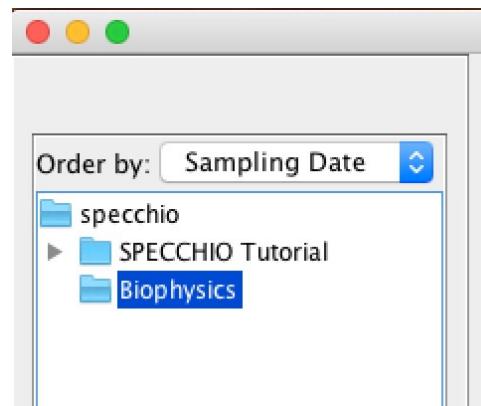 Order by: Sampling Date
specchio
SPECCHIO Tutorial
Biophysics